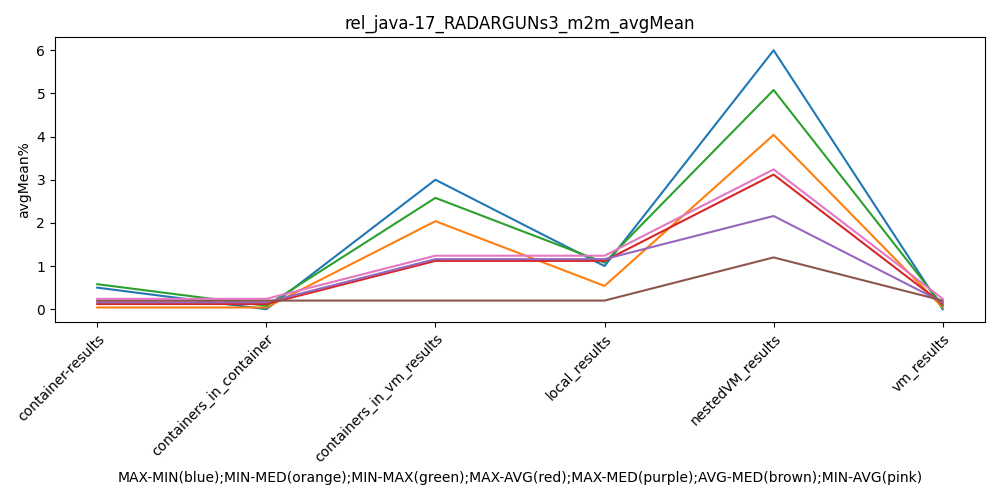 rel_java-17_RADARGUNs3_m2m_avgMean
avgMean%
6
5
4
3
2
1
0
container-results
containers_in_container
containers_in_vm_results
local_results
nestedVM_results
vm_results
MAX-MIN(blue);MIN-MED(orange);MIN-MAX(green);MAX-AVG(red);MAX-MED(purple);AVG-MED(brown);MIN-AVG(pink)